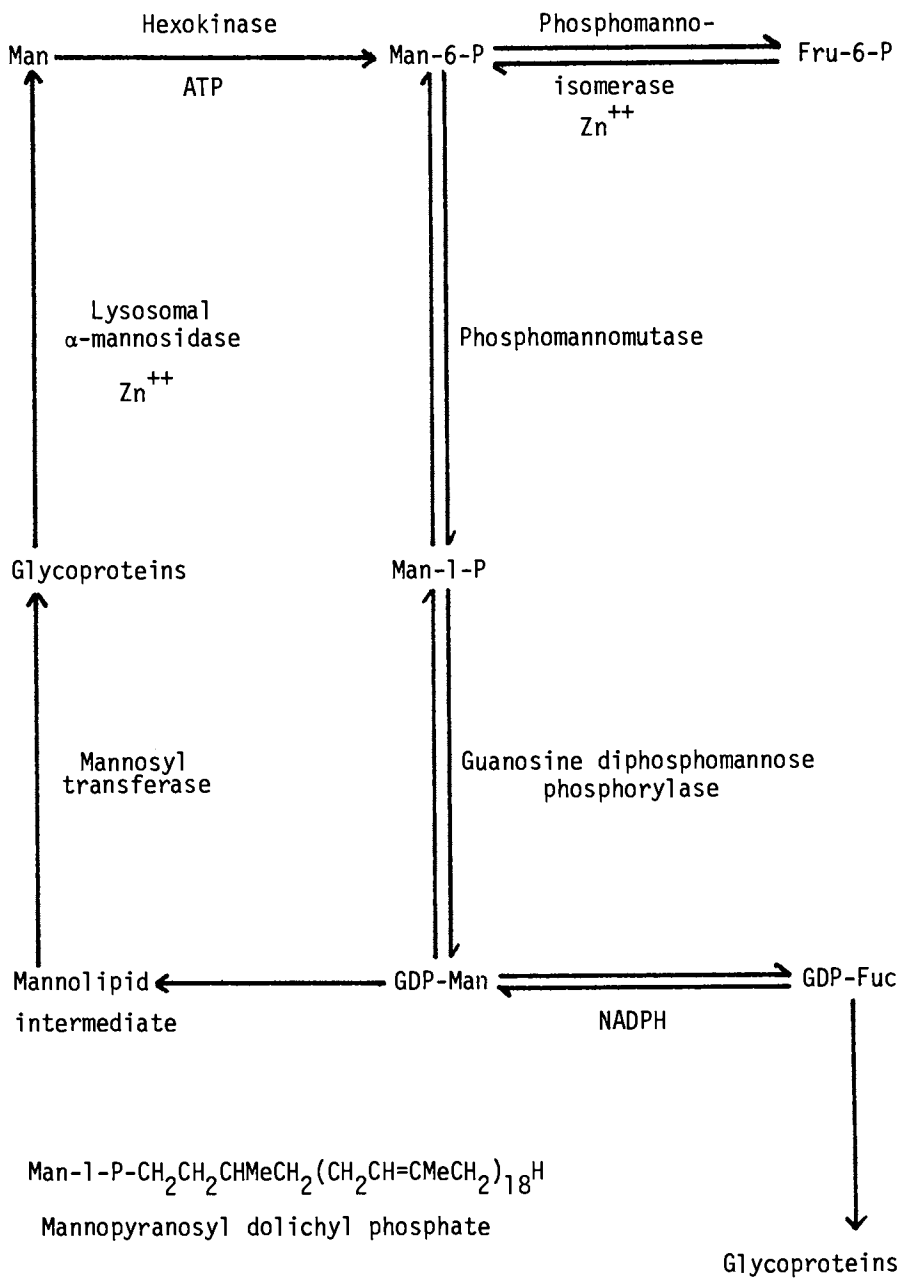 Hexokinase
Phosphomanno-
Man
Man-6-P
Fru-6-P
ATP
isomerase
Zn++
Lysosomal
α-mannosidase
Zn++
Phosphomannomutase
Glycoproteins
Man-1-P
Mannosyl
transferase
Guanosine diphosphomannose
phosphorylase
Mannolipid
intermediate
GDP-Man
GDP-Fuc
NADPH
Man-1-P-CH2CH2CHMeCH2(CH2CH=CMeCH2)18H
Mannopyranosyl dolichyl phosphate
Glycoproteins